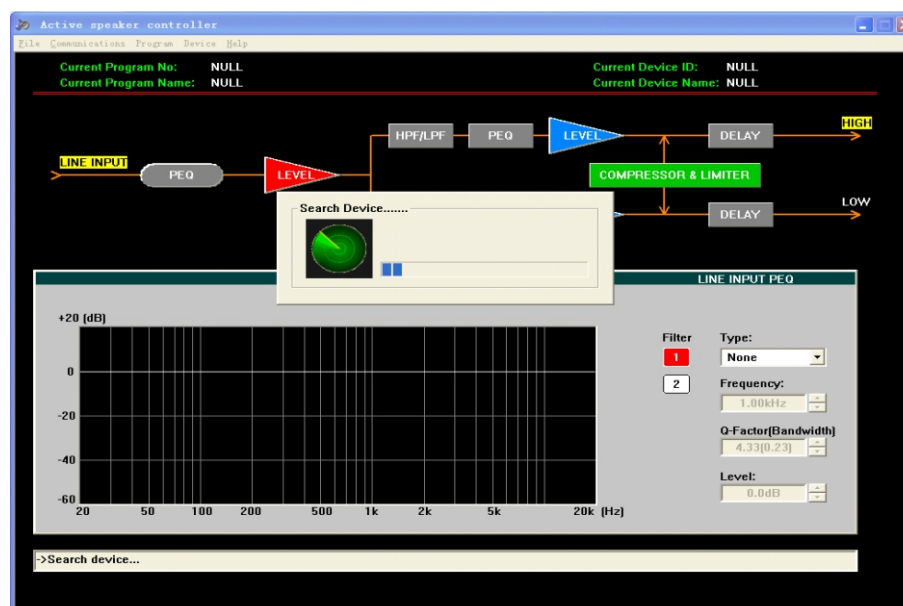 Active speaker controller
File Communications Program Device Help
Current Program No: NULL
Current Program Name: NULL
Current Device ID: NULL
Current Device Name: NULL
LINE INPUT
PEQ
LEVEL
HPF/LPF
PEQ
LEVEL
DELAY
HIGH
COMPRESSOR & LIMITER
DELAY
LOW
Search Device.......
LINE INPUT PEQ
+20 (dB)
0
-20
-40
-60
20 50 100 200 500 1k 2k 5k 20k (Hz)
Filter
1
2
Type:
None
Frequency:
1.00kHz
Q-Factor(Bandwidth)
4.33(0.23)
Level:
0.0dB
->Search device...